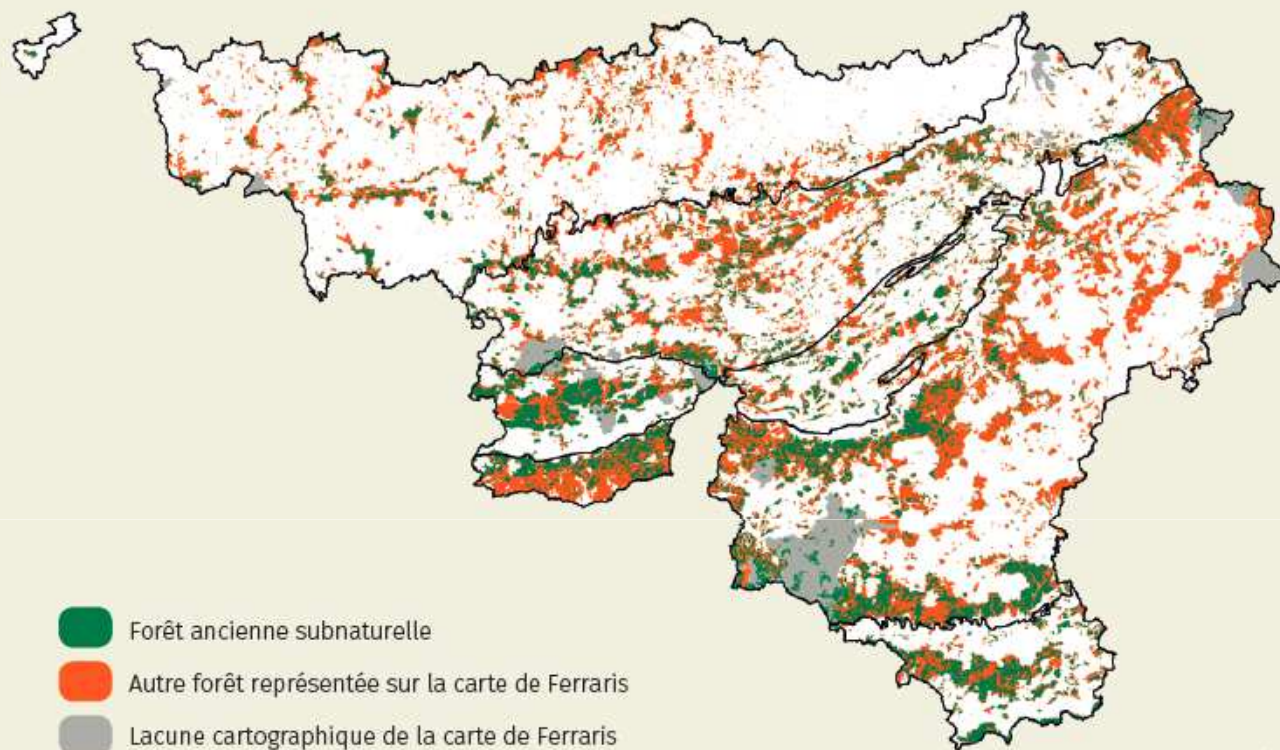 Forêt ancienne subnaturelle
Autre forêt représentée sur la carte de Ferraris
Lacune cartographique de la carte de Ferraris